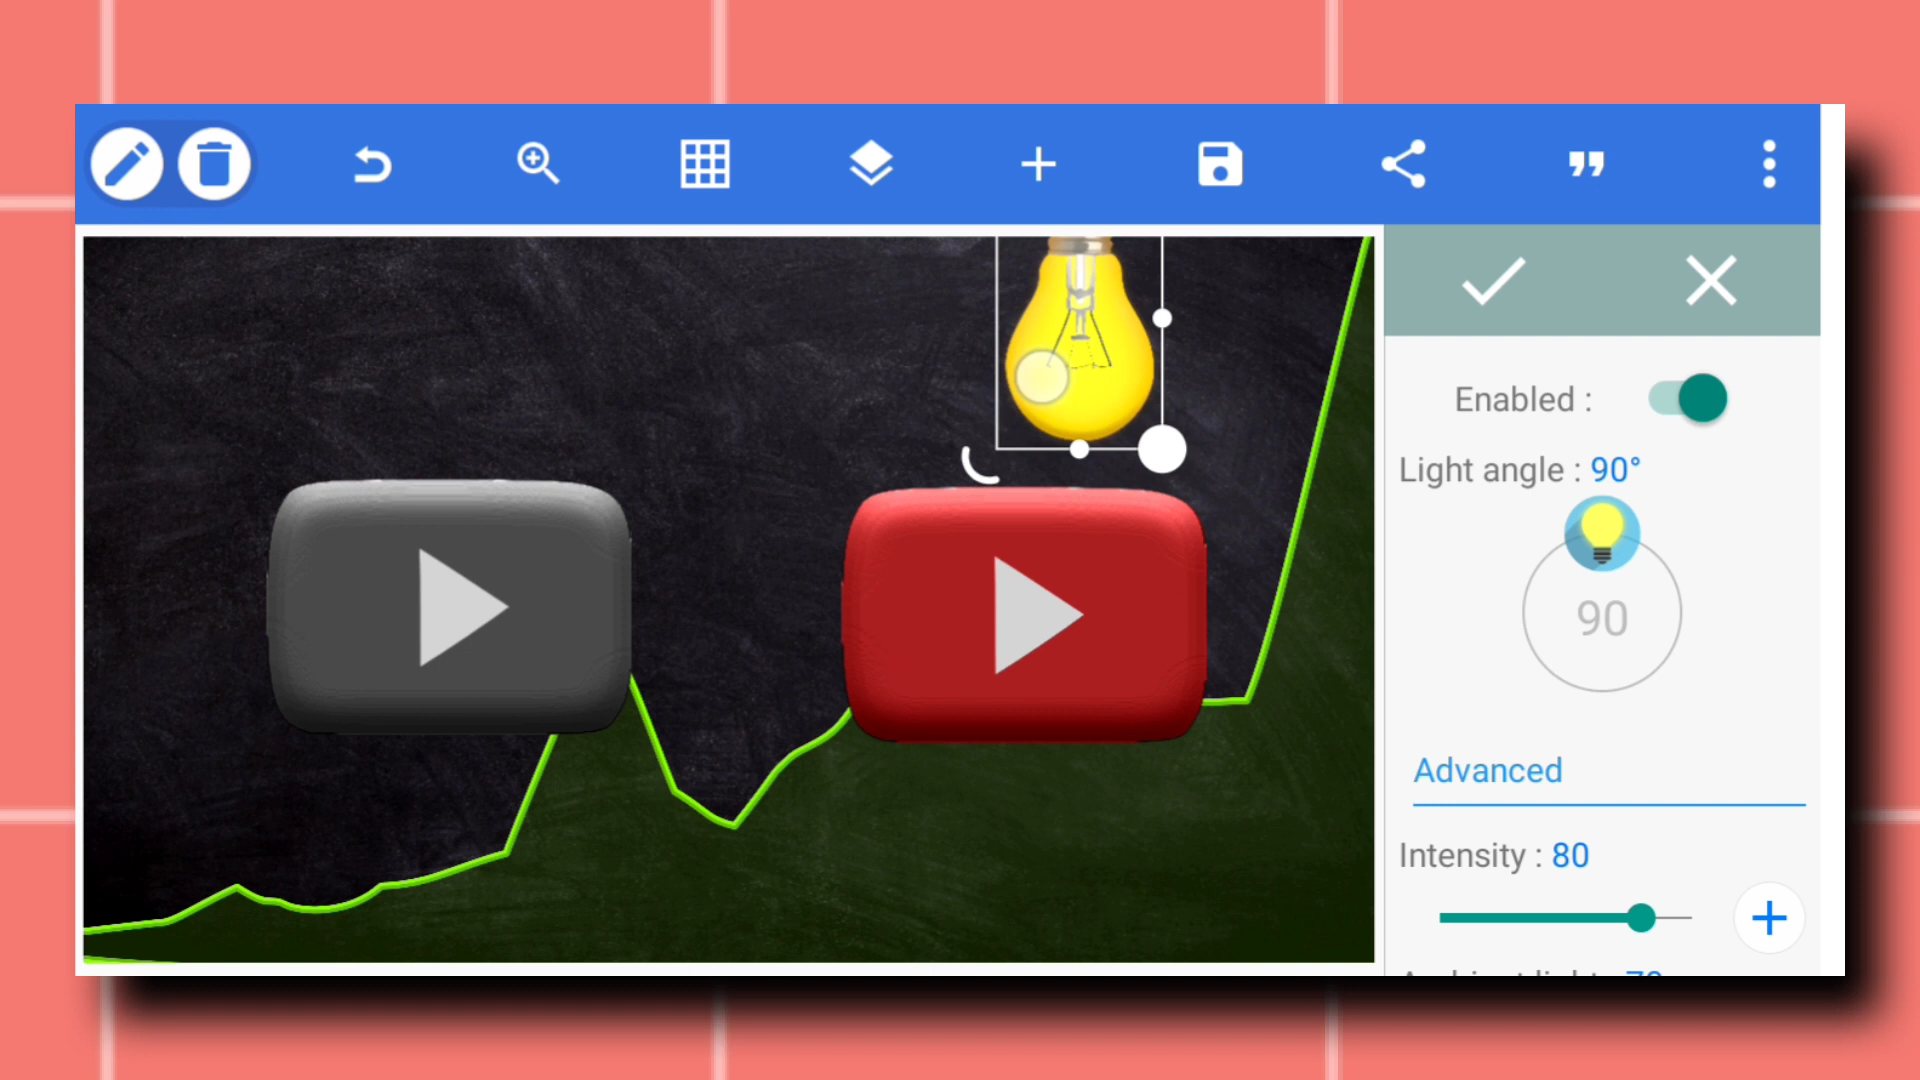 Enabled :
Light angle : 90°
90
Advanced
Intensity : 80